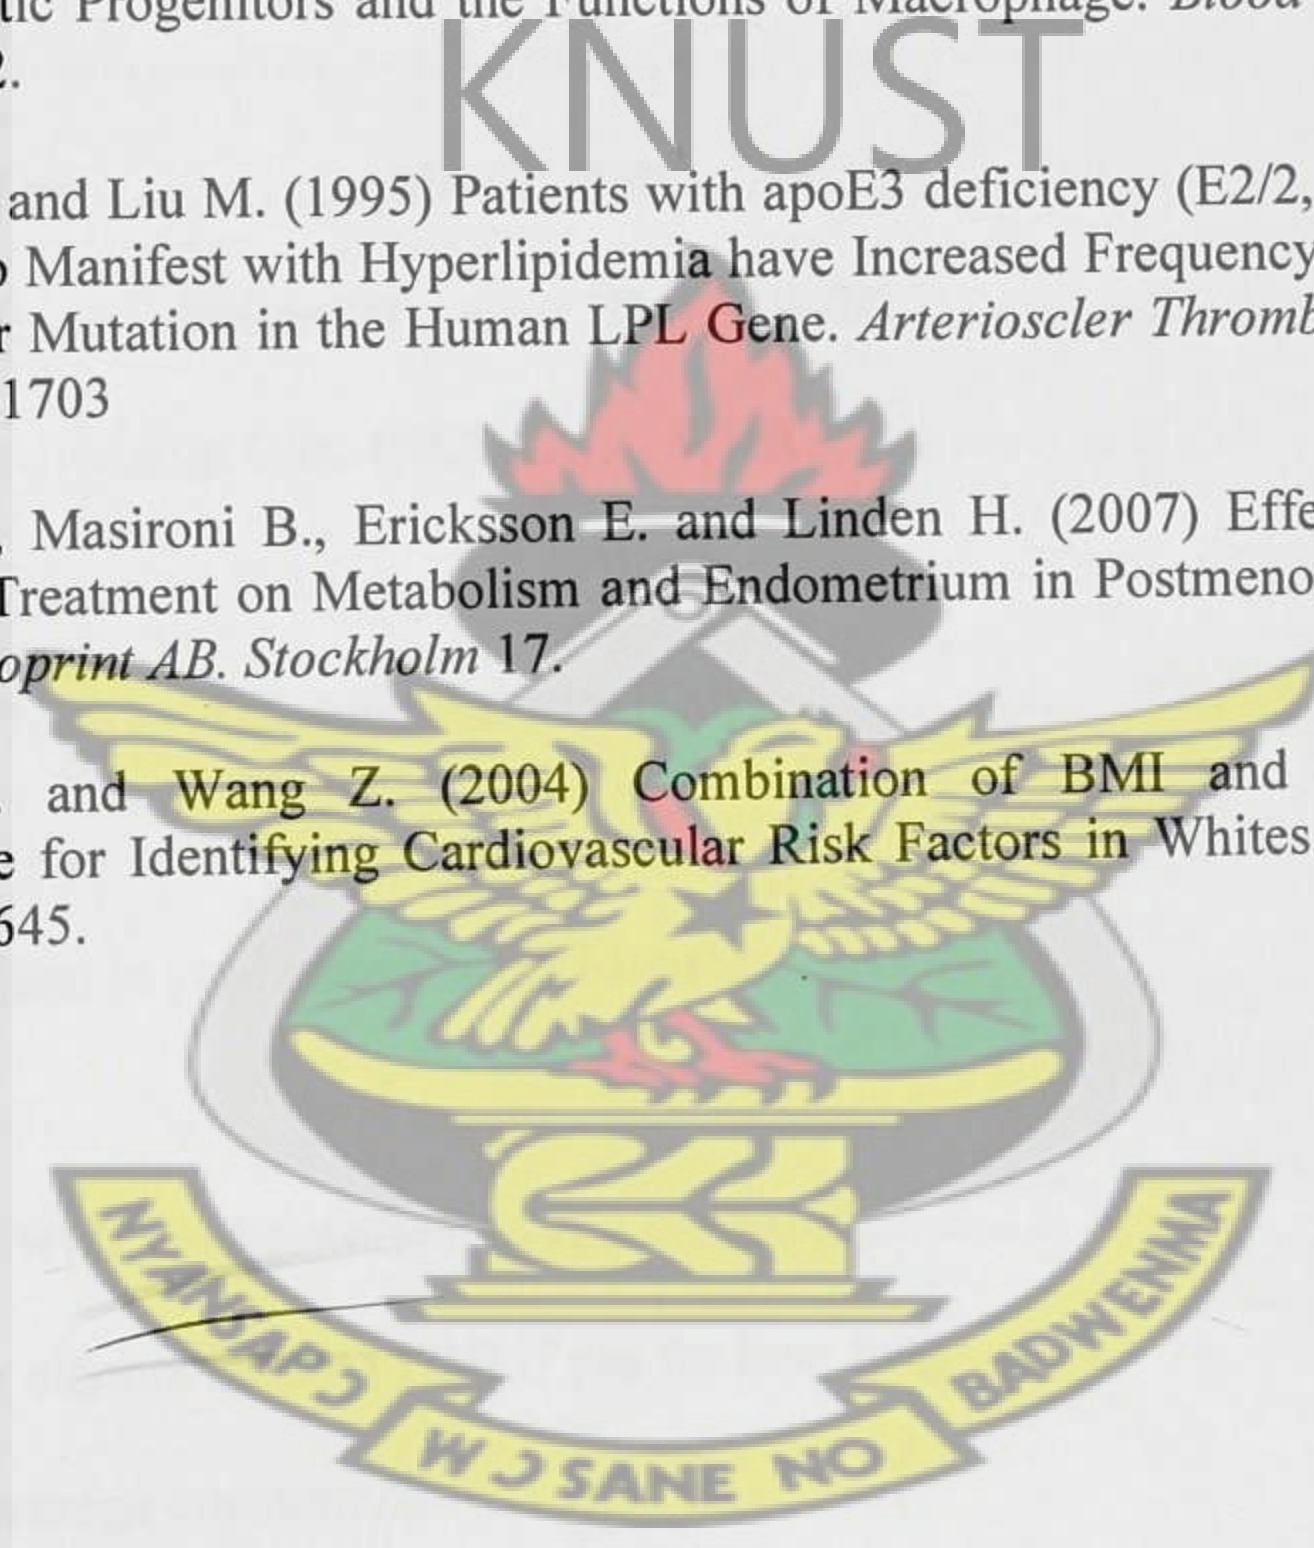 Progenitors and the Functions of Macrophage. Blood
2.
KNUST
and Liu M. (1995) Patients with apoE3 deficiency (E2/2,
Manifest with Hyperlipidemia have Increased Frequency
r Mutation in the Human LPL Gene. Arterioscler Thromb
1703
Masironi B., Ericksson E. and Linden H. (2007) Effe
Treatment on Metabolism and Endometrium in Postmeno
oprint AB. Stockholm 17.
and Wang Z. (2004) Combination of BMI and
e for Identifying Cardiovascular Risk Factors in Whites
645.
NYANSAPƆ
WƆSANE NO
BADWENMA